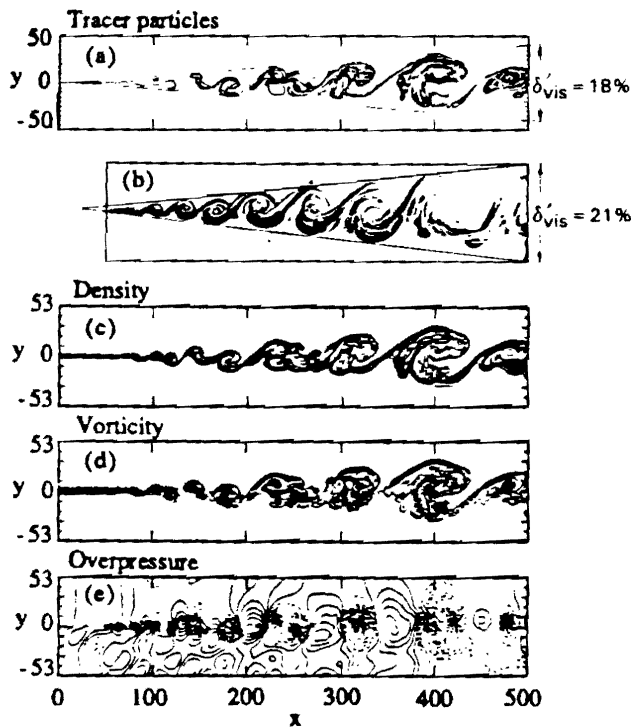 Tracer particles
50
(a)
y 0
-50
δ'vis = 18%
(b)
δ'vis = 21%
Density
53
(c)
y 0
-53
Vorticity
53
(d)
y 0
-53
Overpressure
53
(e)
y 0
-53
0 100 200 300 400 500
x